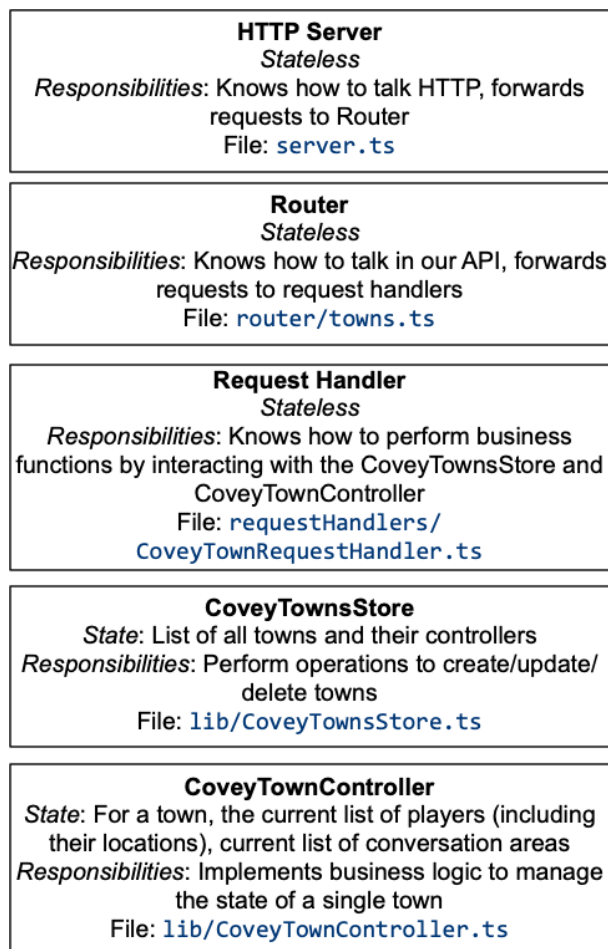 HTTP Server
Stateless
Responsibilities: Knows how to talk HTTP, forwards
requests to Router
File: server.ts
Router
Stateless
Responsibilities: Knows how to talk in our API, forwards
requests to request handlers
File: router/towns.ts
Request Handler
Stateless
Responsibilities: Knows how to perform business
functions by interacting with the CoveyTownsStore and
CoveyTownController
File: requestHandlers/
CoveyTownRequestHandler.ts
CoveyTownsStore
State: List of all towns and their controllers
Responsibilities: Perform operations to create/update/
delete towns
File: lib/CoveyTownsStore.ts
CoveyTownController
State: For a town, the current list of players (including
their locations), current list of conversation areas
Responsibilities: Implements business logic to manage
the state of a single town
File: lib/CoveyTownController.ts